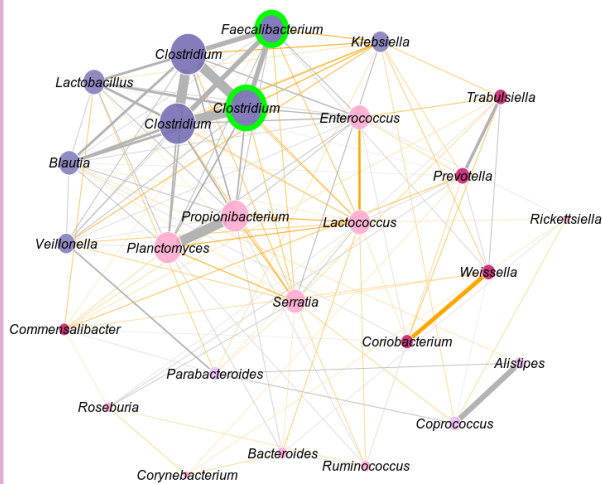 Faecalibacterium
Klebsiella
Clostridium
Lactobacillus
Trabulsiella
Clostridium
Enterococcus
Clostridium
Blautia
Prevotella
Propionibacterium
Lactococcus
Rickettsiella
Veillonella
Planctomyces
Weissella
Serratia
Commensalibacter
Coriobacterium
Alistipes
Parabacteroides
Roseburia
Coprococcus
Bacteroides
Ruminococcus
Corynebacterium